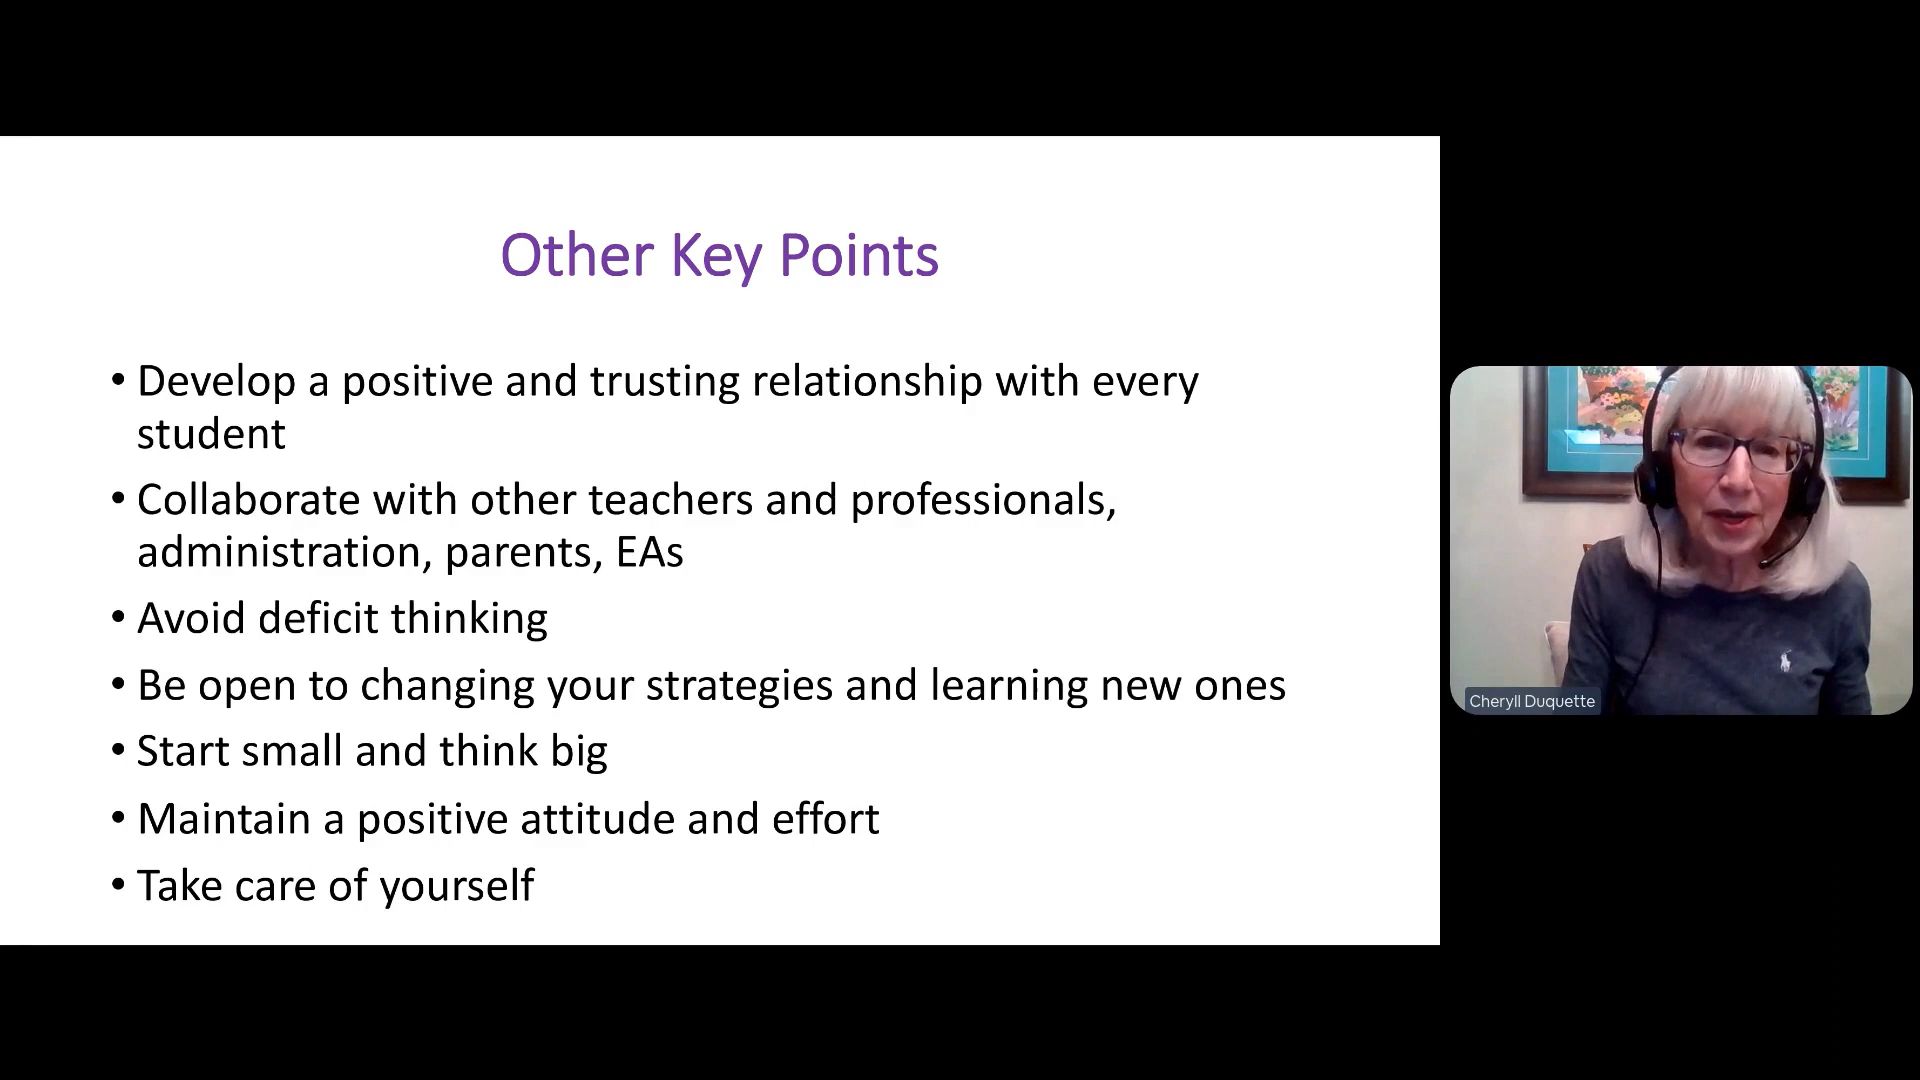 Other Key Points
• Develop a positive and trusting relationship with every
student
• Collaborate with other teachers and professionals,
administration, parents, EAs
• Avoid deficit thinking
• Be open to changing your strategies and learning new ones
• Start small and think big
• Maintain a positive attitude and effort
• Take care of yourself
Cheryll Duquette